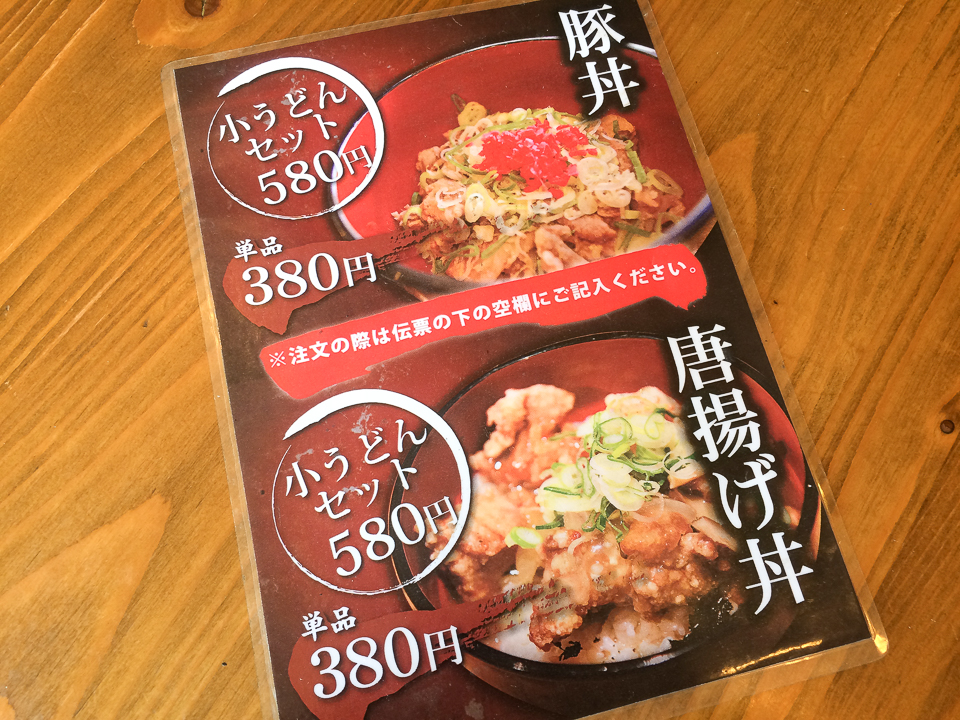 豚丼
小うどん
セット
580円
単品
380円
※注文の際は伝票の下の空欄にご記入ください。
唐揚げ丼
小うどん
セット
580円
単品
380円